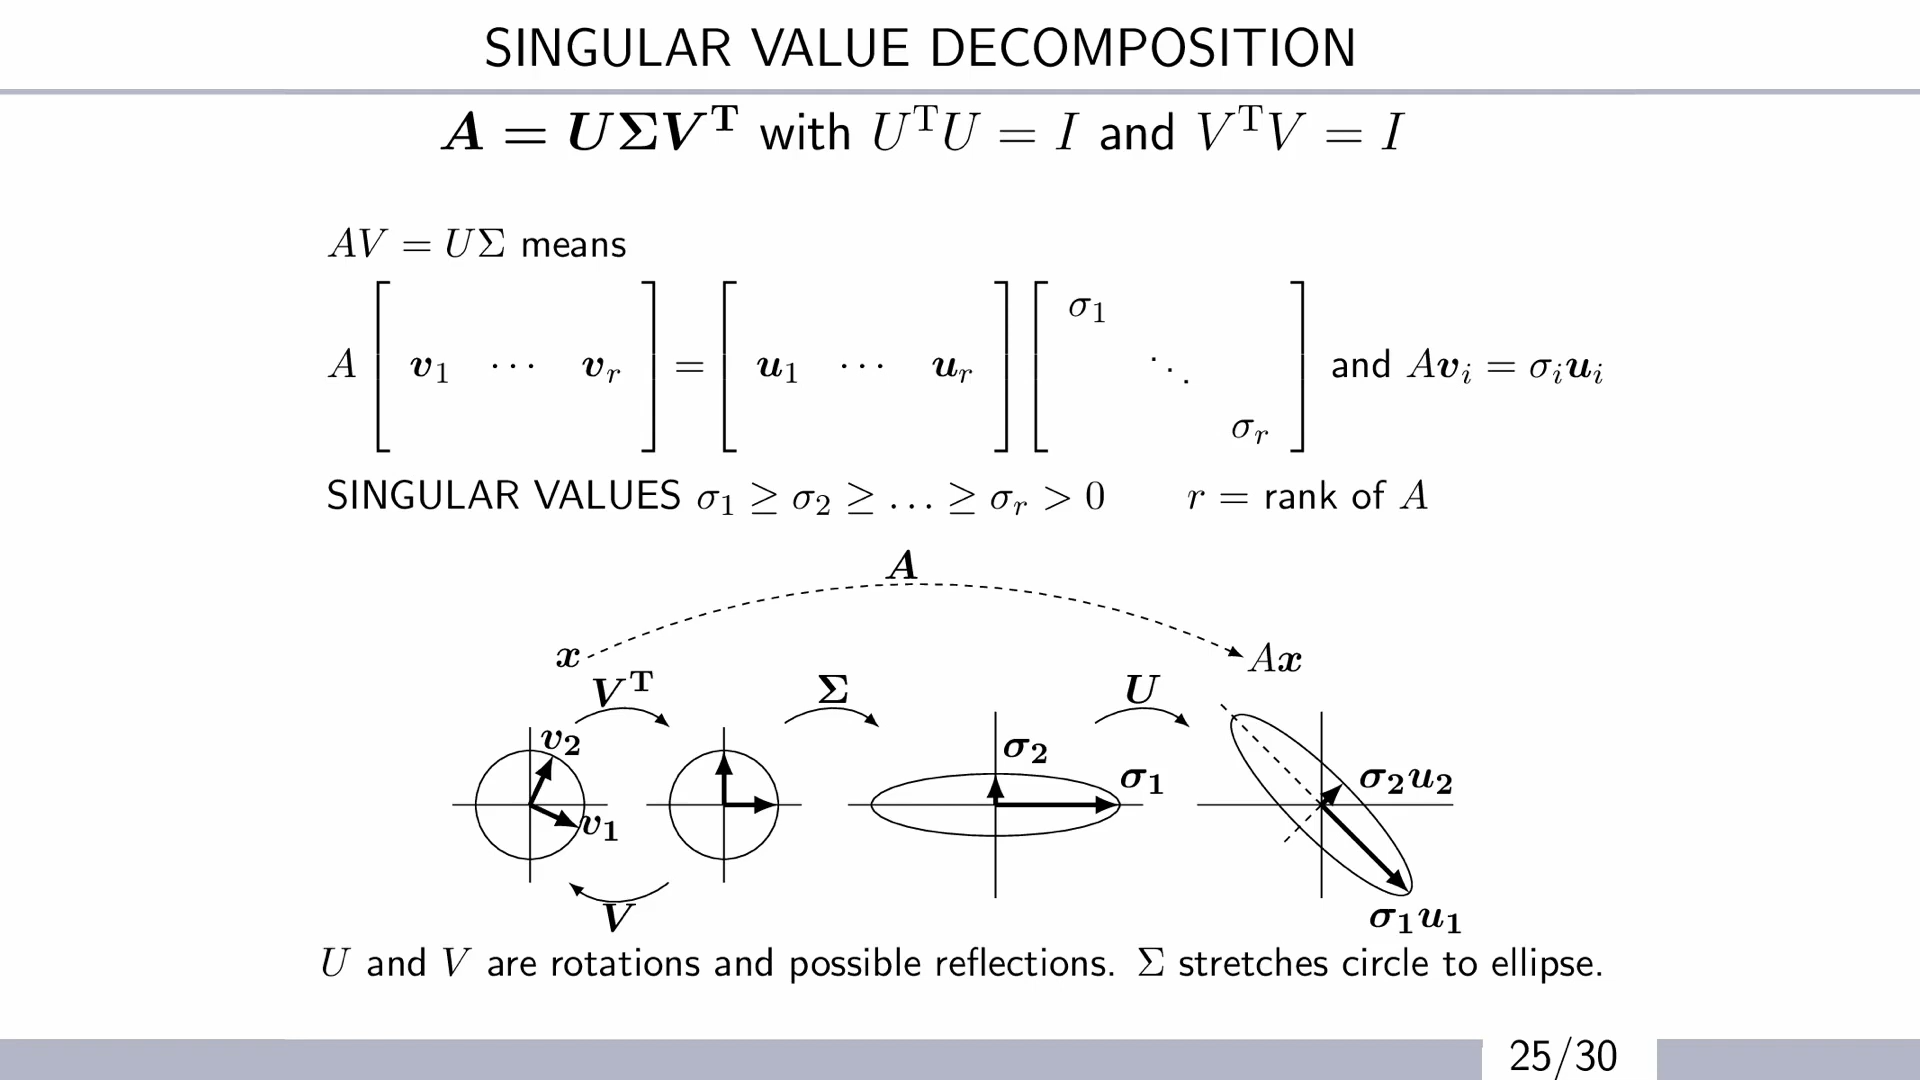 SINGULAR VALUE DECOMPOSITION
A = UΣVᵀ with UᵀU = I and VᵀV = I
AV = UΣ means
A [ v₁ ⋯ vᵣ ] = [ u₁ ⋯ uᵣ ] [ σ₁ ⋱ σᵣ ] and Avᵢ = σᵢuᵢ
SINGULAR VALUES σ₁ ≥ σ₂ ≥ … ≥ σᵣ > 0 r = rank of A
A
x Ax
Vᵀ Σ U
v₂ σ₂ σ₁ σ₂u₂
v₁
V σ₁u₁
U and V are rotations and possible reflections. Σ stretches circle to ellipse.
25/30